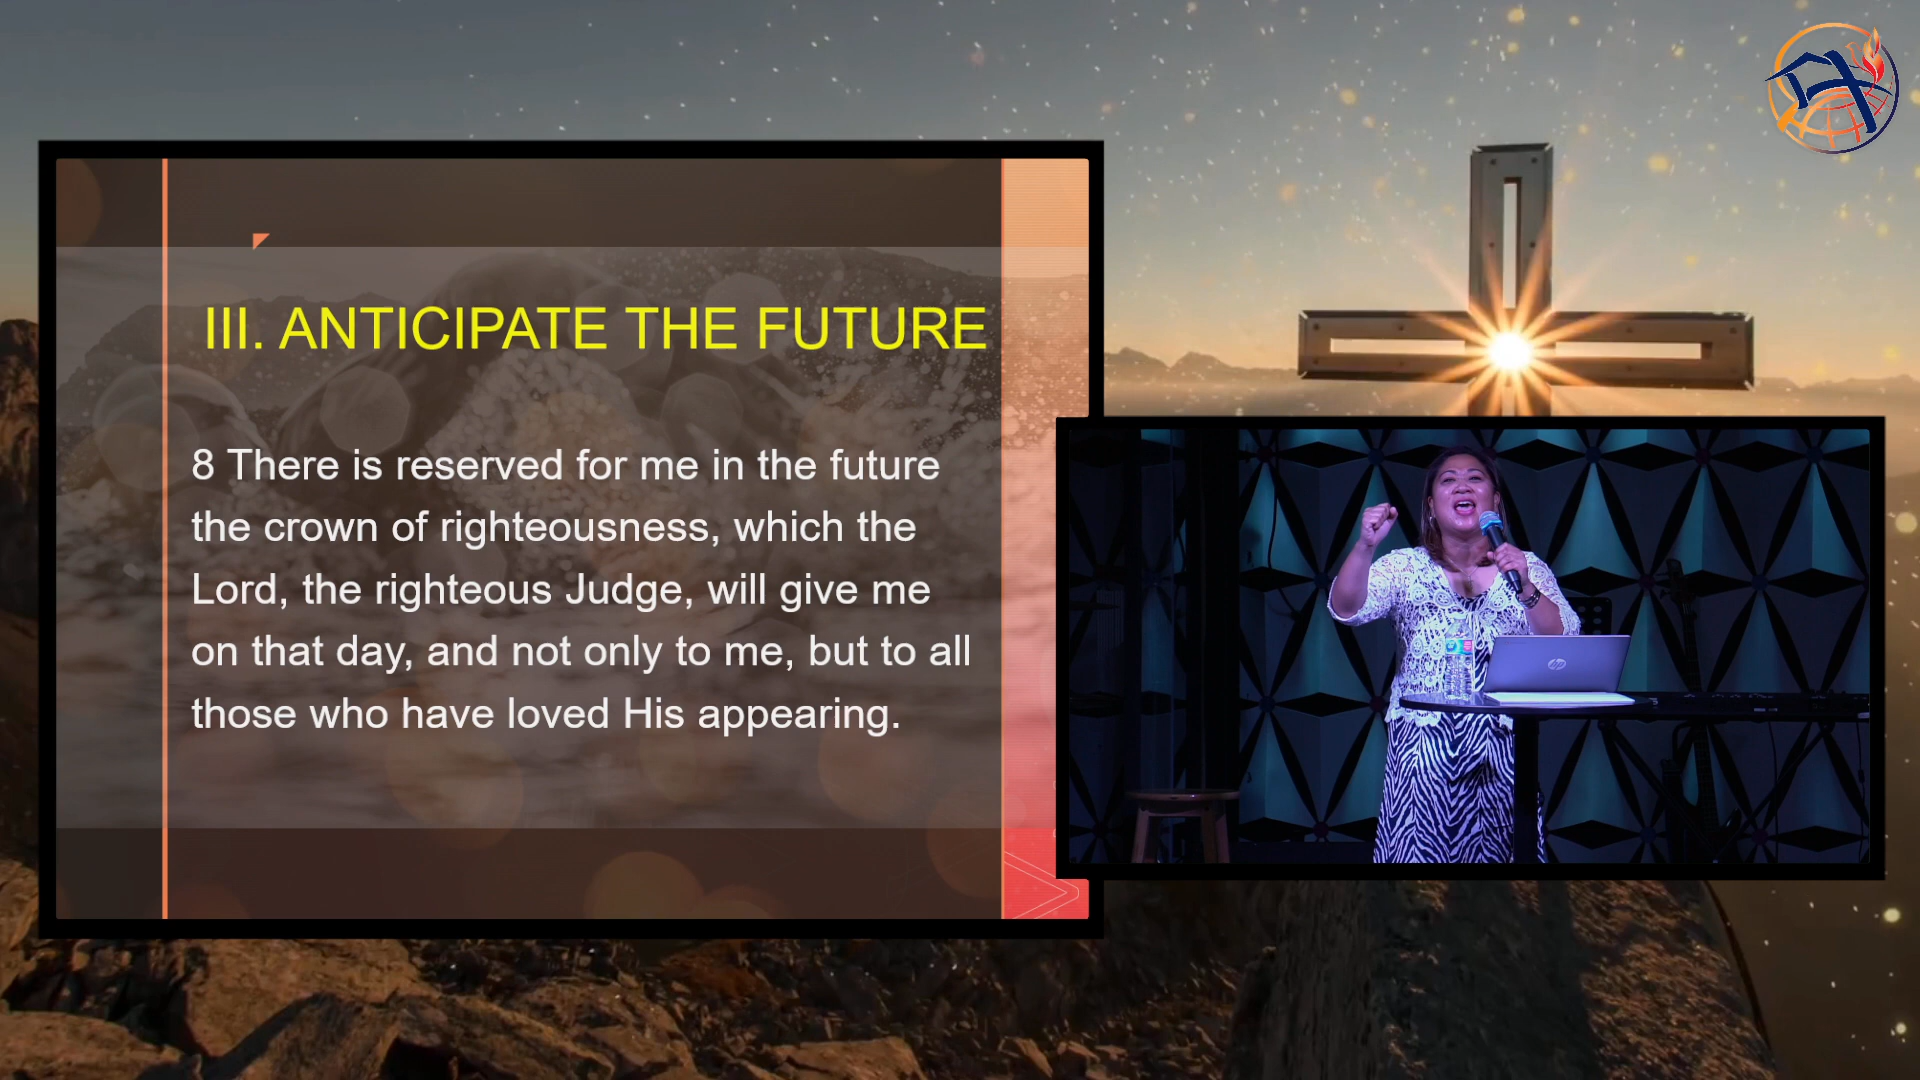 III. ANTICIPATE THE FUTURE
8 There is reserved for me in the future
the crown of righteousness, which the
Lord, the righteous Judge, will give me
on that day, and not only to me, but to all
those who have loved His appearing.
hp